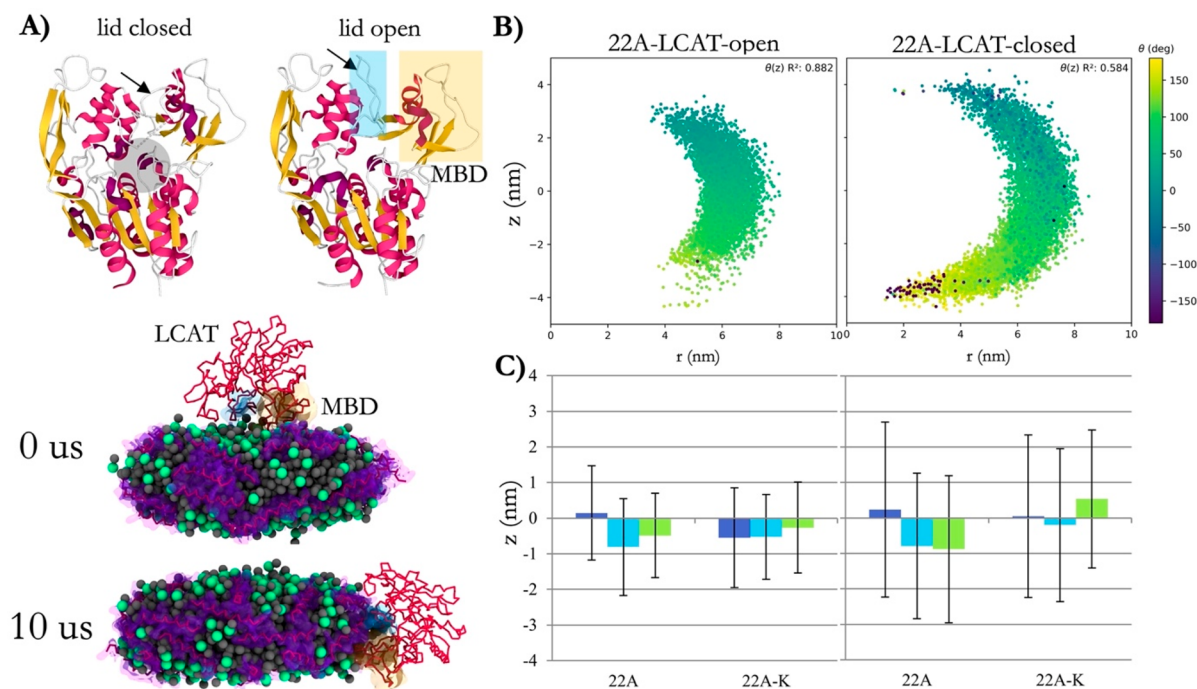 A)
lid closed
lid open
MBD
LCAT
MBD
0 us
10 us
B)
22A-LCAT-open
22A-LCAT-closed
θ (deg)
θ(z) R²: 0.882
θ(z) R²: 0.584
z (nm)
4
2
0
−2
−4
0 2 4 6 8 10
0 2 4 6 8 10
r (nm)
r (nm)
150
100
50
0
−50
−100
−150
C)
z (nm)
4
3
2
1
0
-1
-2
-3
-4
22A 22A-K 22A 22A-K